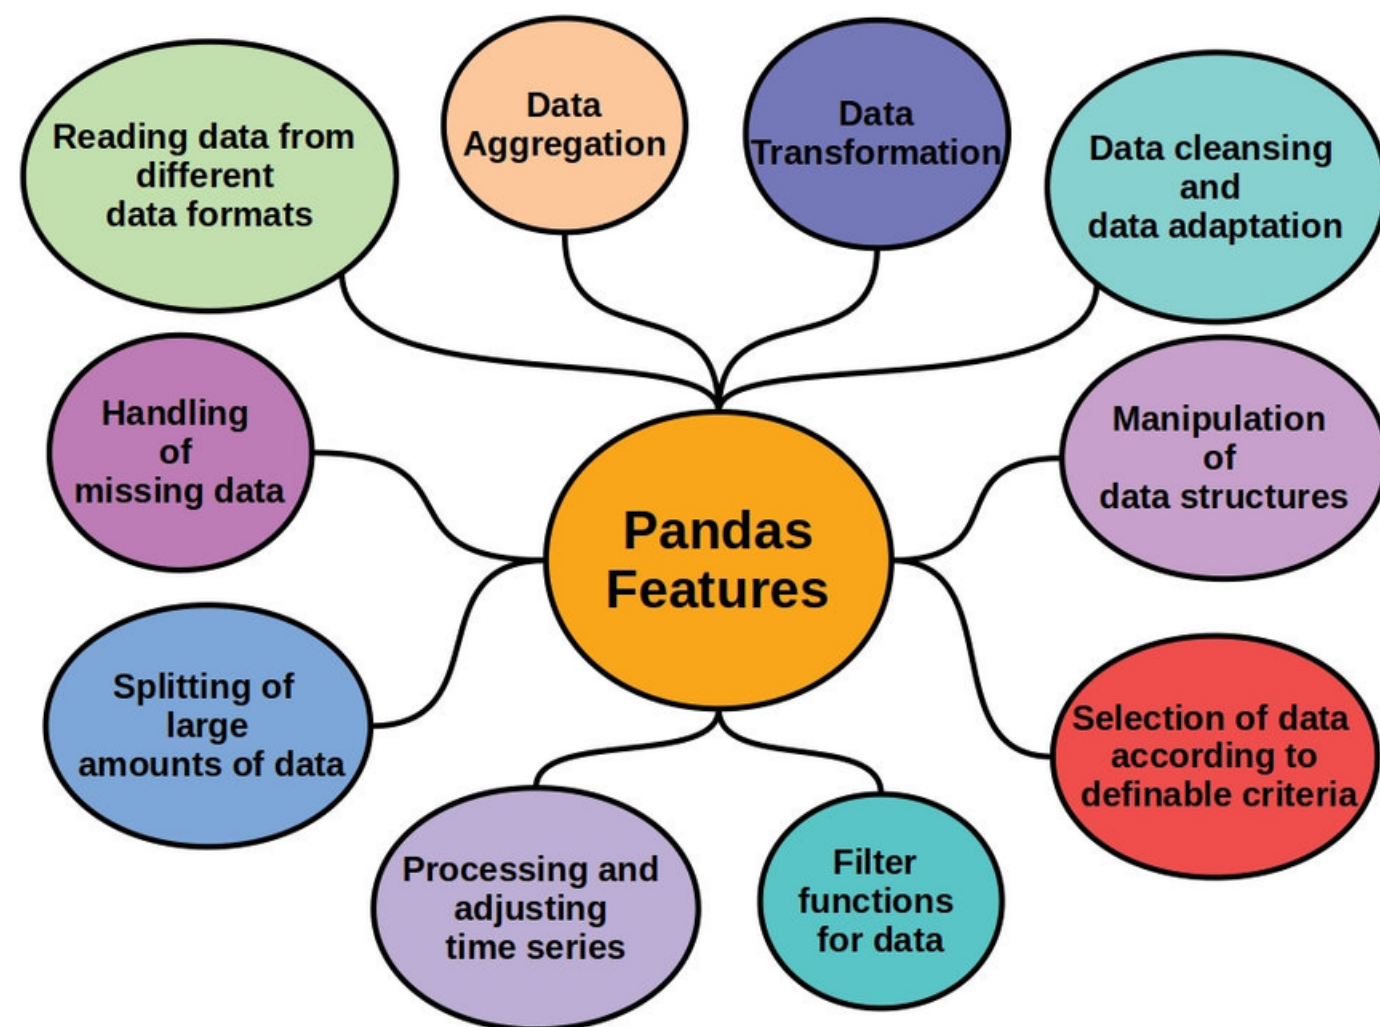 Reading data from
different
data formats
Data
Aggregation
Data
Transformation
Data cleansing
and
data adaptation
Handling
of
missing data
Manipulation
of
data structures
Pandas
Features
Splitting of
large
amounts of data
Selection of data
according to
definable criteria
Processing and
adjusting
time series
Filter
functions
for data